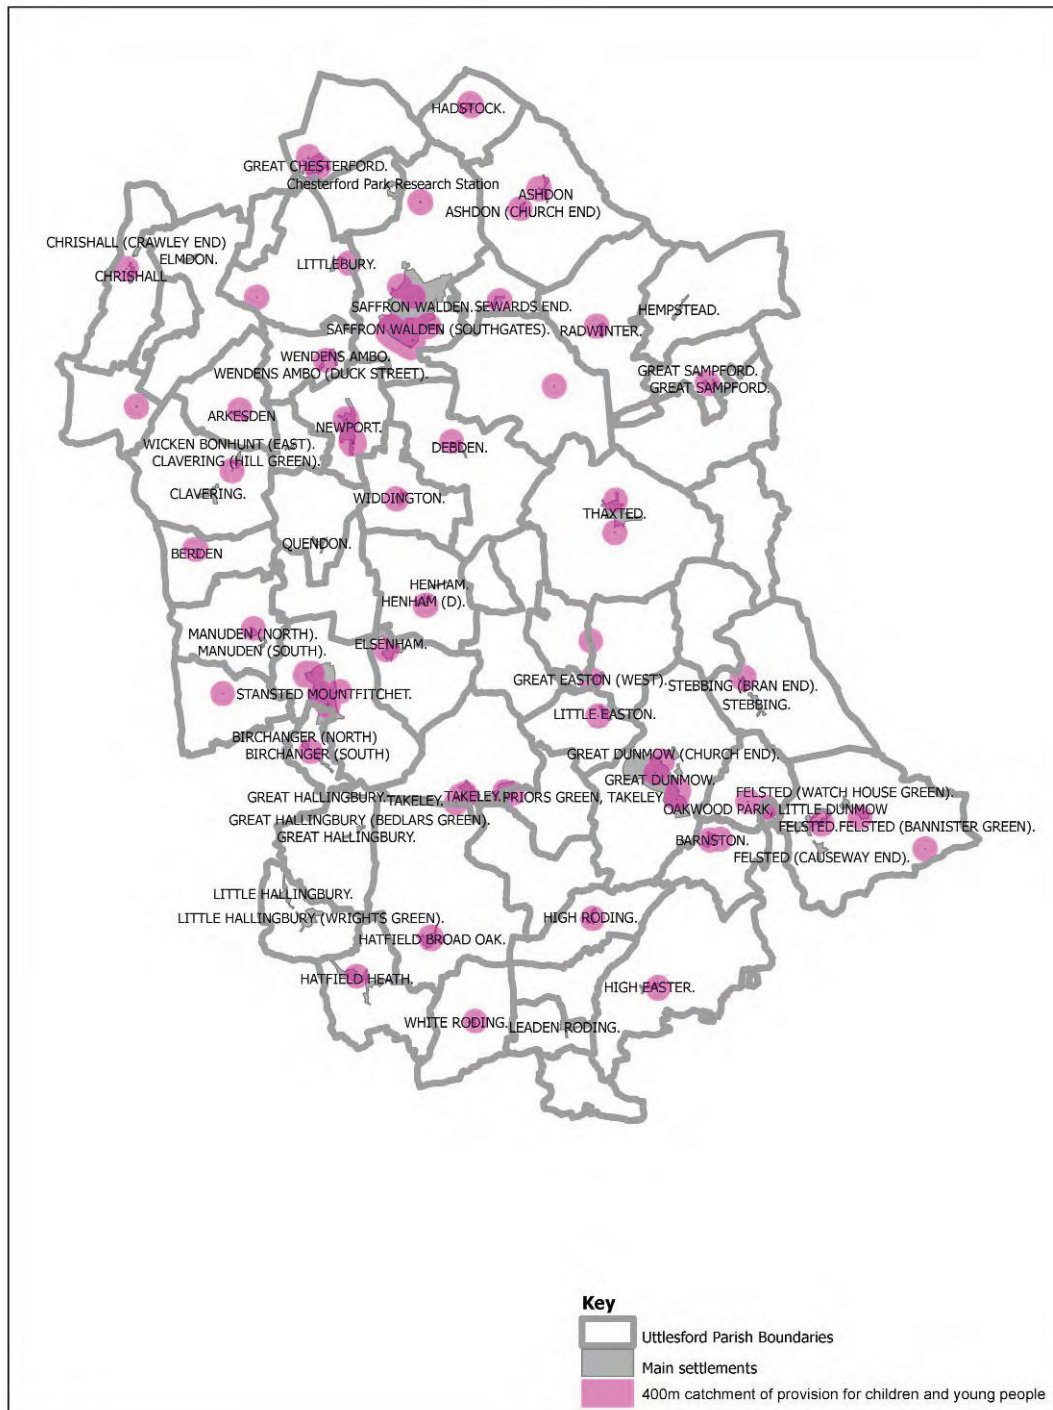 HADSTOCK.
GREAT CHESTERFORD.
Chesterford Park Research Station
ASHDON
ASHDON (CHURCH END)
CHRISHALL (CRAWLEY END)
ELMDON.
CHRISHALL
LITTLEBURY.
SAFFRON WALDEN.
SEWARDS END.
HEMPSTEAD.
SAFFRON WALDEN (SOUTHGATES).
RADWINTER.
WENDENS AMBO.
WENDENS AMBO (DUCK STREET).
GREAT SAMPFORD.
GREAT SAMPFORD.
ARKESDEN
NEWPORT.
WICKEN BONHUNT (EAST).
DEBDEN.
CLAVERING (HILL GREEN).
CLAVERING.
WIDDINGTON.
THAXTED.
BERDEN
QUENDON.
HENHAM.
HENHAM (D).
MANUDEN (NORTH).
MANUDEN (SOUTH).
ELSENHAM.
GREAT EASTON (WEST).
STEBBING (BRAN END).
STANSTED MOUNTFITCHET.
STEBBING.
LITTLE EASTON.
BIRCHANGER (NORTH)
BIRCHANGER (SOUTH)
GREAT DUNMOW (CHURCH END).
GREAT DUNMOW.
FELSTED (WATCH HOUSE GREEN).
GREAT HALLINGBURY.
TAKELEY.
TAKELEY.
PRIORS GREEN, TAKELEY
OAKWOOD PARK,
LITTLE DUNMOW
GREAT HALLINGBURY (BEDLARS GREEN).
FELSTED.
FELSTED (BANNISTER GREEN).
GREAT HALLINGBURY.
BARNSTON.
FELSTED (CAUSEWAY END).
LITTLE HALLINGBURY.
LITTLE HALLINGBURY (WRIGHTS GREEN).
HIGH RODING.
HATFIELD BROAD OAK.
HATFIELD HEATH.
HIGH EASTER.
WHITE RODING.
LEADEN RODING.
Key
Uttlesford Parish Boundaries
Main settlements
400m catchment of provision for children and young people